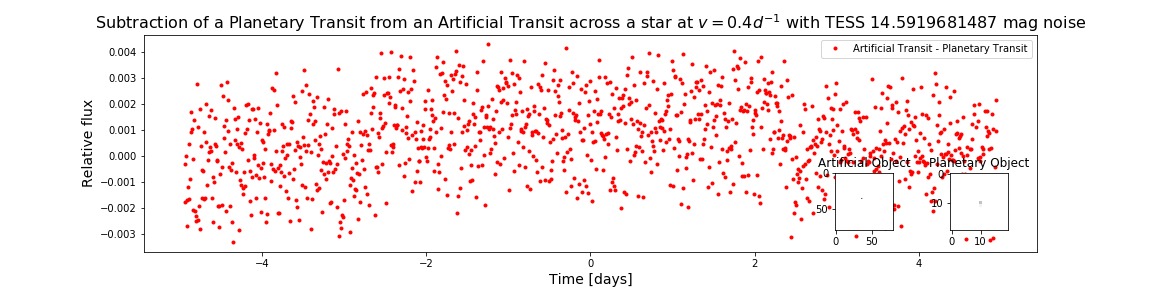 Subtraction of a Planetary Transit from an Artificial Transit across a star at v = 0.4d⁻¹ with TESS 14.5919681487 mag noise
Artificial Transit - Planetary Transit
Relative flux
0.004
0.003
0.002
0.001
0.000
−0.001
−0.002
−0.003
Artificial Object
0
50
0 50
Planetary Object
0
10
0 10
−4 −2 0 2 4
Time [days]